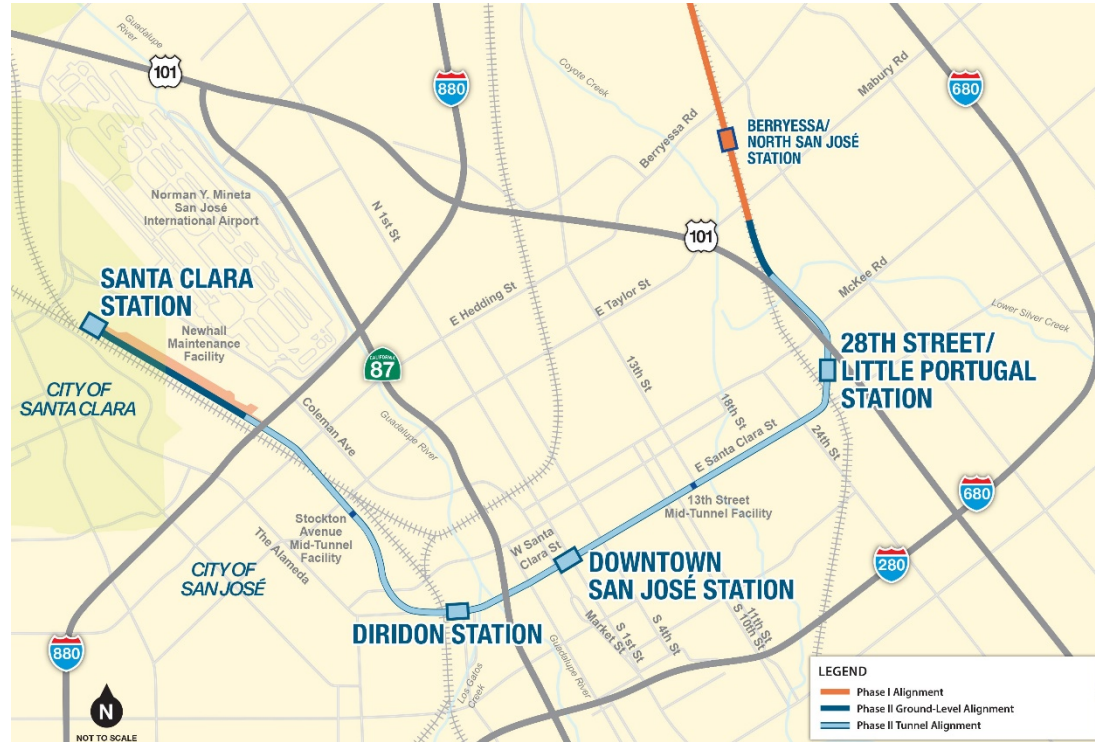 Guadalupe
River
101
880
Coyote Creek
Mabury Rd
680
Berryessa Rd
BERRYESSA/
NORTH SAN JOSÉ
STATION
Norman Y. Mineta
San José
International Airport
N 1st St
101
SANTA CLARA
STATION
E Hedding St
E Taylor St
McKee Rd
Lower Silver Creek
Newhall
Maintenance
Facility
CALIFORNIA
87
13th St
28TH STREET/
LITTLE PORTUGAL
STATION
CITY OF
SANTA CLARA
Coleman Ave
Guadalupe River
18th St
24th St
E Santa Clara St
680
13th Street
Mid-Tunnel Facility
Stockton
Avenue
Mid-Tunnel
Facility
The Alameda
W Santa
Clara St
280
CITY OF
SAN JOSÉ
DOWNTOWN
SAN JOSÉ STATION
DIRIDON STATION
Market St
S 1st St
S 4th St
11th St
S 10th St
880
Los Gatos
Creek
Guadalupe River
N
NOT TO SCALE
LEGEND
Phase I Alignment
Phase II Ground-Level Alignment
Phase II Tunnel Alignment